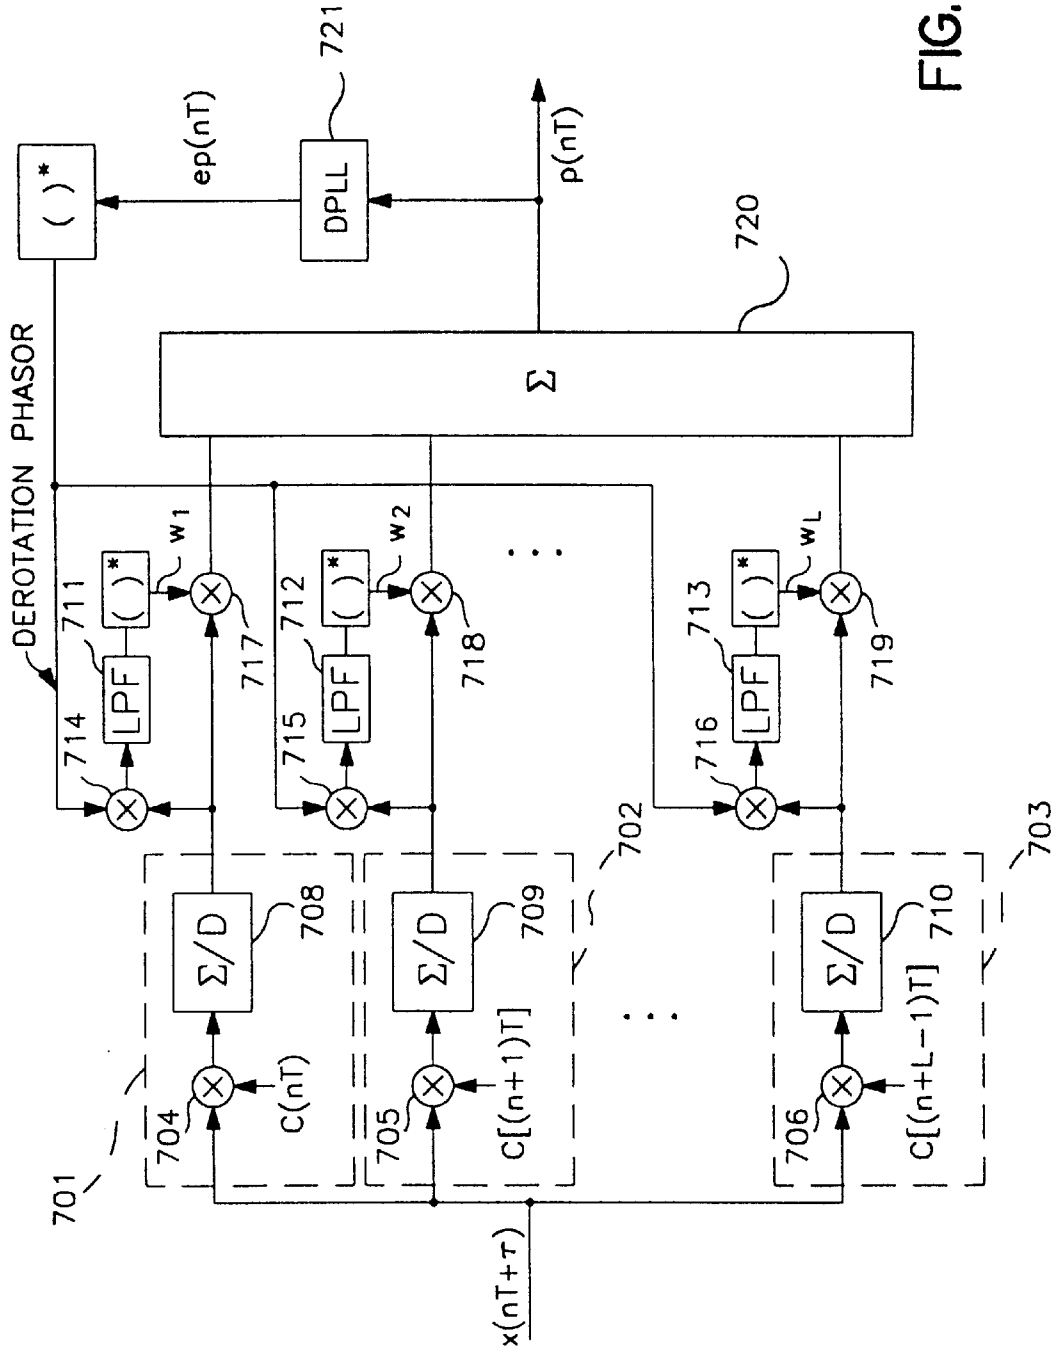 x(nT+τ)
701
704
C(nT)
Σ/D
708
714
LPF
711
( )*
w1
717
DEROTATION PHASOR
702
705
C[(n+1)T]
Σ/D
709
715
LPF
712
( )*
w2
718
...
...
703
706
C[(n+L-1)T]
Σ/D
710
716
LPF
713
( )*
wL
719
Σ
720
p(nT)
DPLL
721
ep(nT)
( )*
FIG.